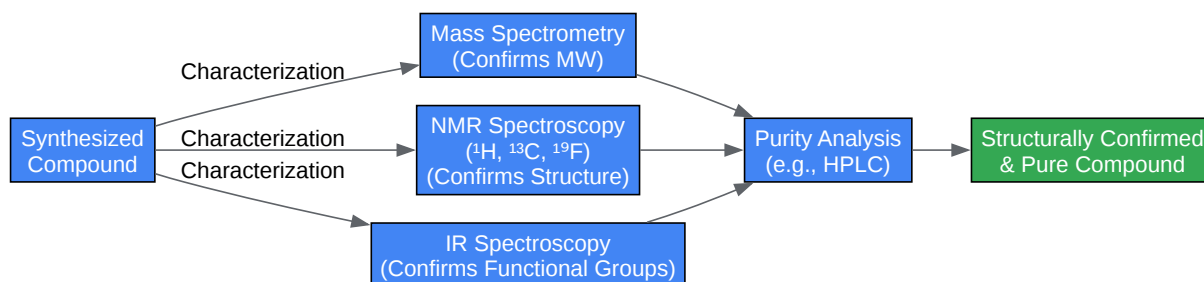 Mass Spectrometry
(Confirms MW)
Characterization
Synthesized
Compound
Characterization
NMR Spectroscopy
(¹H, ¹³C, ¹⁹F)
(Confirms Structure)
Purity Analysis
(e.g., HPLC)
Structurally Confirmed
& Pure Compound
Characterization
IR Spectroscopy
(Confirms Functional Groups)